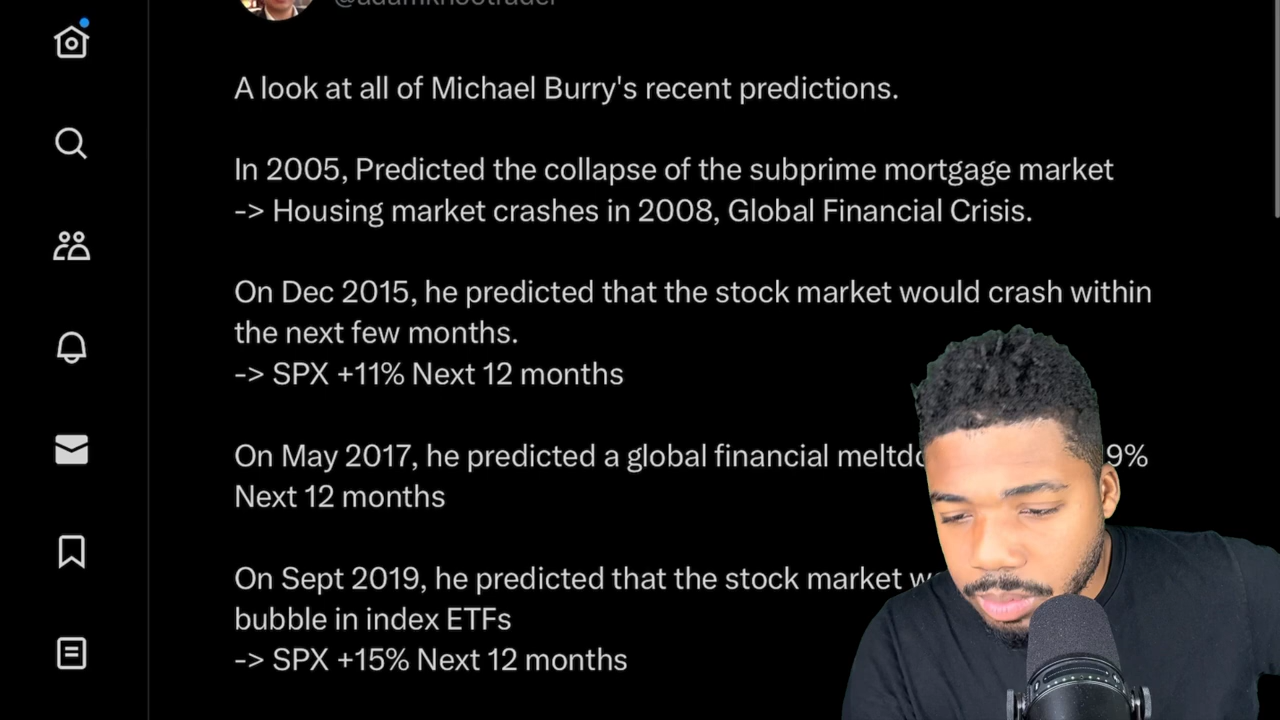 @adamkhootrader
A look at all of Michael Burry's recent predictions.
In 2005, Predicted the collapse of the subprime mortgage market
-> Housing market crashes in 2008, Global Financial Crisis.
On Dec 2015, he predicted that the stock market would crash within
the next few months.
-> SPX +11% Next 12 months
On May 2017, he predicted a global financial 9%
Next 12 months
On Sept 2019, he predicted that the stock market
bubble in index ETFs
-> SPX +15% Next 12 months